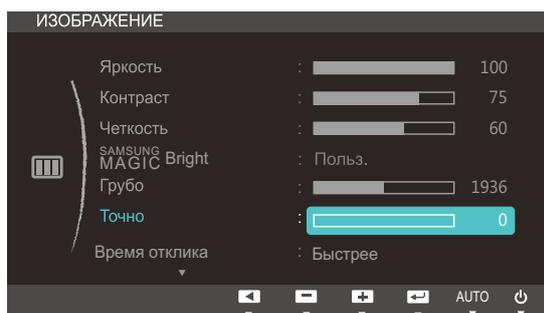 ИЗОБРАЖЕНИЕ
Яркость : 100
Контраст : 75
Четкость : 60
SAMSUNG MAGIC Bright : Польз.
Грубо : 1936
Точно : 0
Время отклика : Быстрее
AUTO